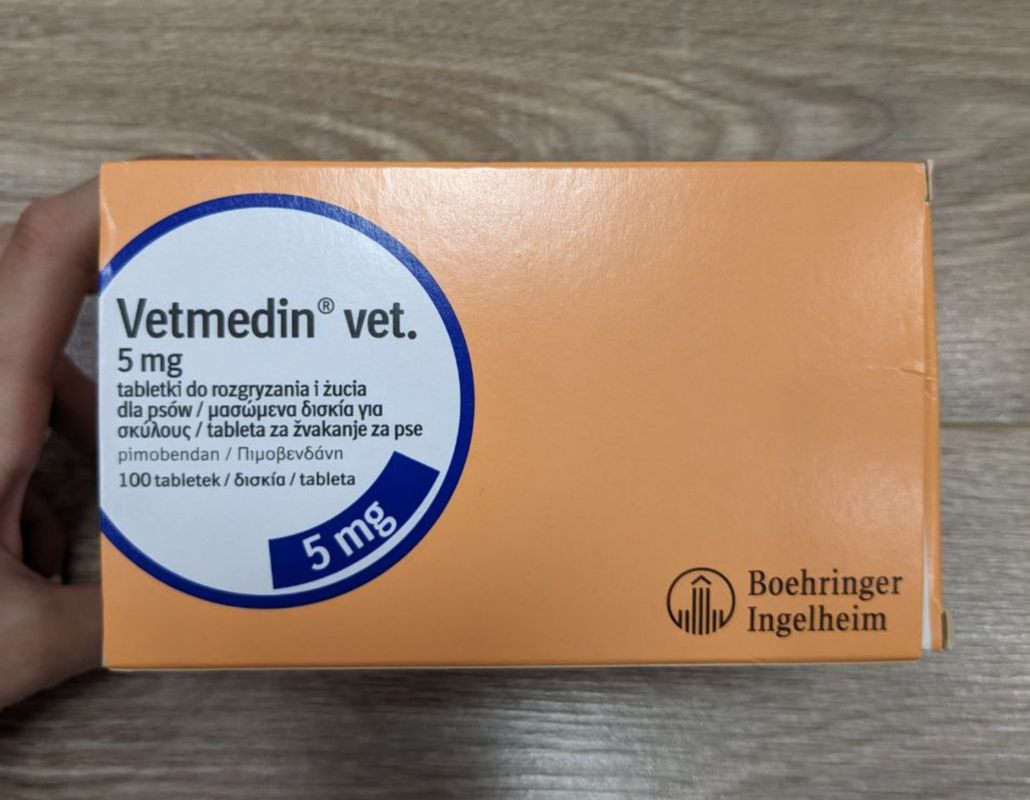 Vetmedin® vet.
5 mg
tabletki do rozgryzania i żucia
dla psów / μασώμενα δισκία για
σκύλους / tableta za žvakanje za pse
pimobendan / Πιμοβενδάνη
100 tabletek / δισκία / tableta
5 mg
Boehringer
Ingelheim